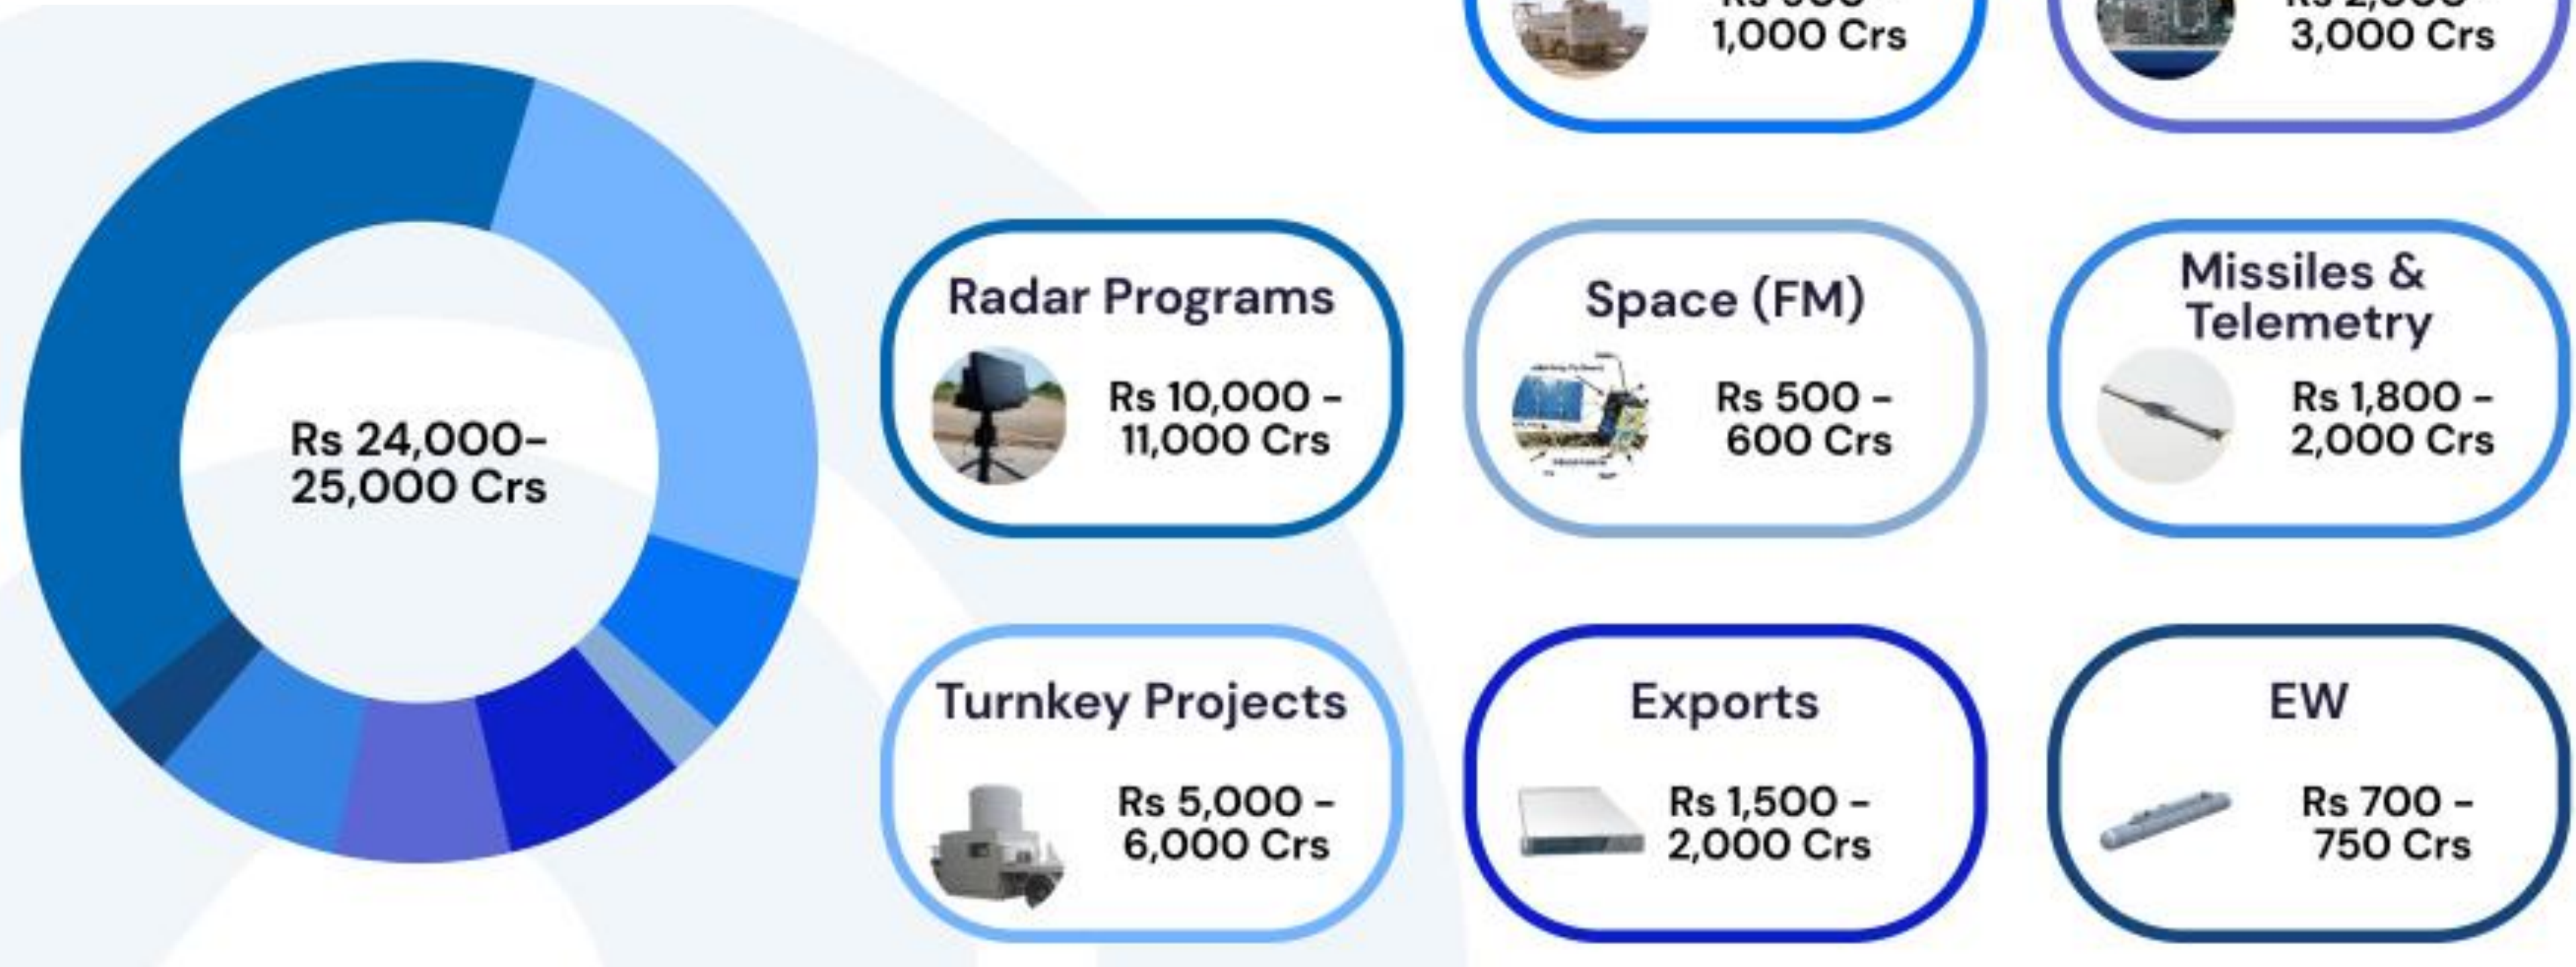 1,000 Crs
3,000 Crs
Rs 24,000-
25,000 Crs
Radar Programs
Rs 10,000 -
11,000 Crs
Space (FM)
Rs 500 -
600 Crs
Missiles &
Telemetry
Rs 1,800 -
2,000 Crs
Turnkey Projects
Rs 5,000 -
6,000 Crs
Exports
Rs 1,500 -
2,000 Crs
EW
Rs 700 -
750 Crs